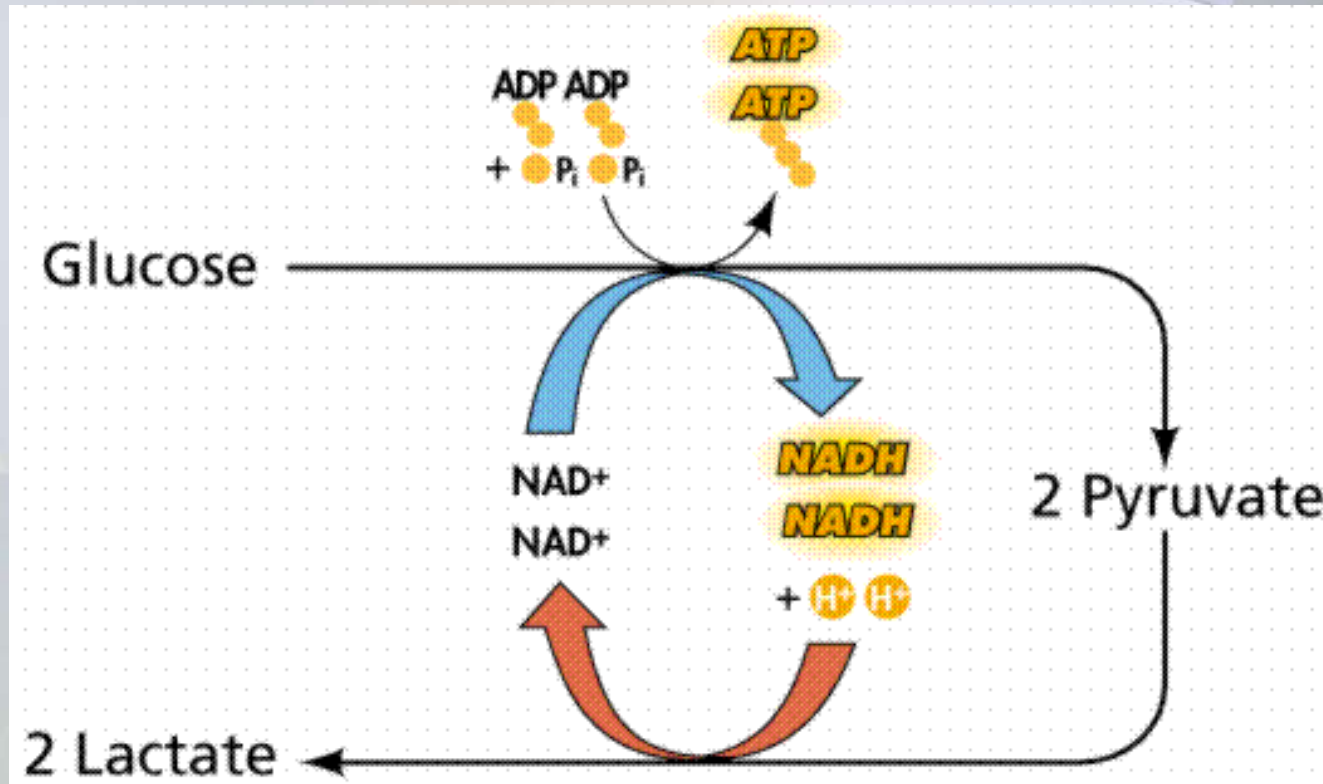 ATP
ATP
ADP ADP
+ Pi Pi
Glucose
NAD+
NAD+
NADH
NADH
+ H+ H+
2 Pyruvate
2 Lactate